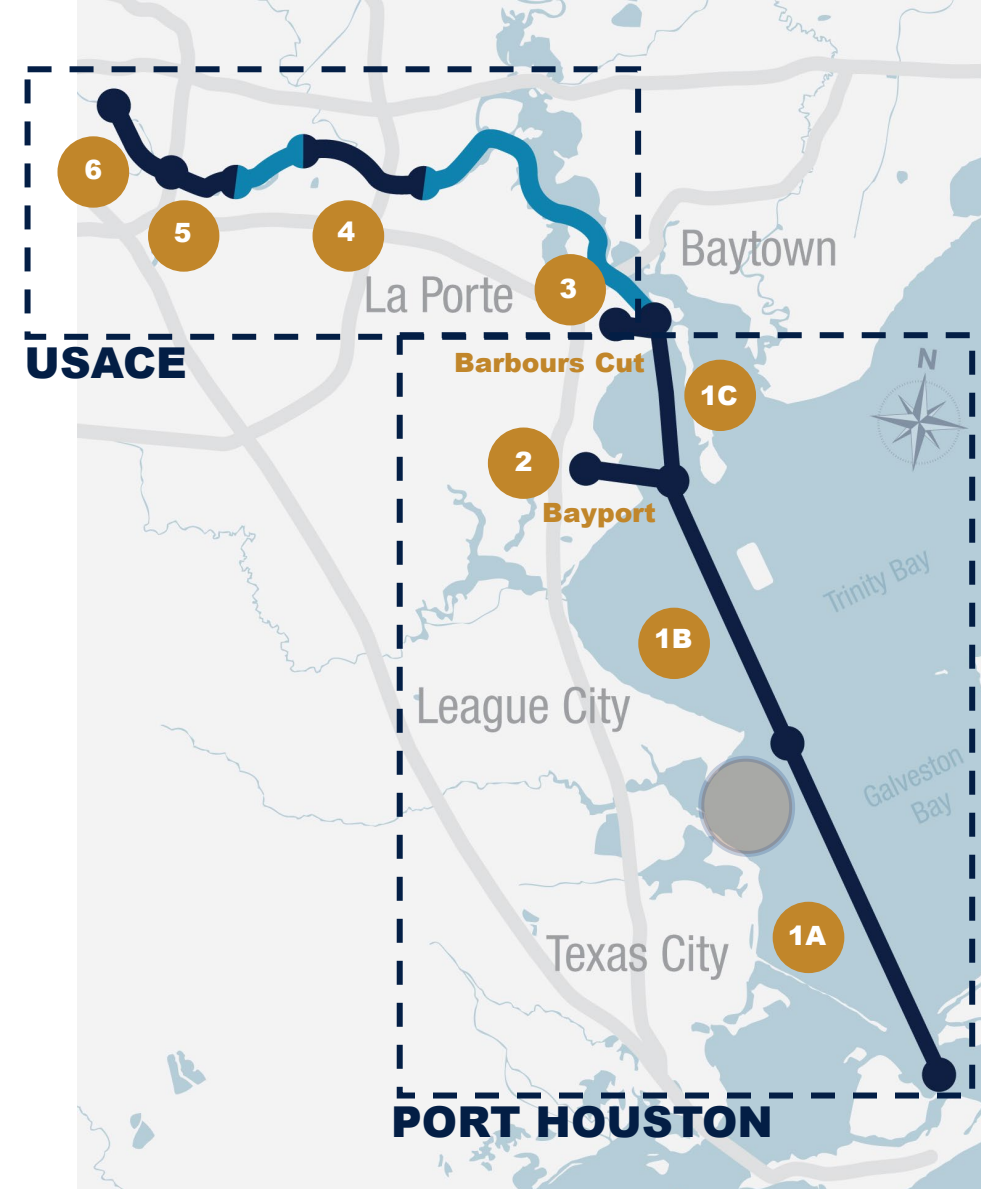 6
5
4
3
Baytown
La Porte
USACE
Barbours Cut
N
1C
2
Bayport
Trinity Bay
1B
League City
Galveston
Bay
1A
Texas City
PORT HOUSTON